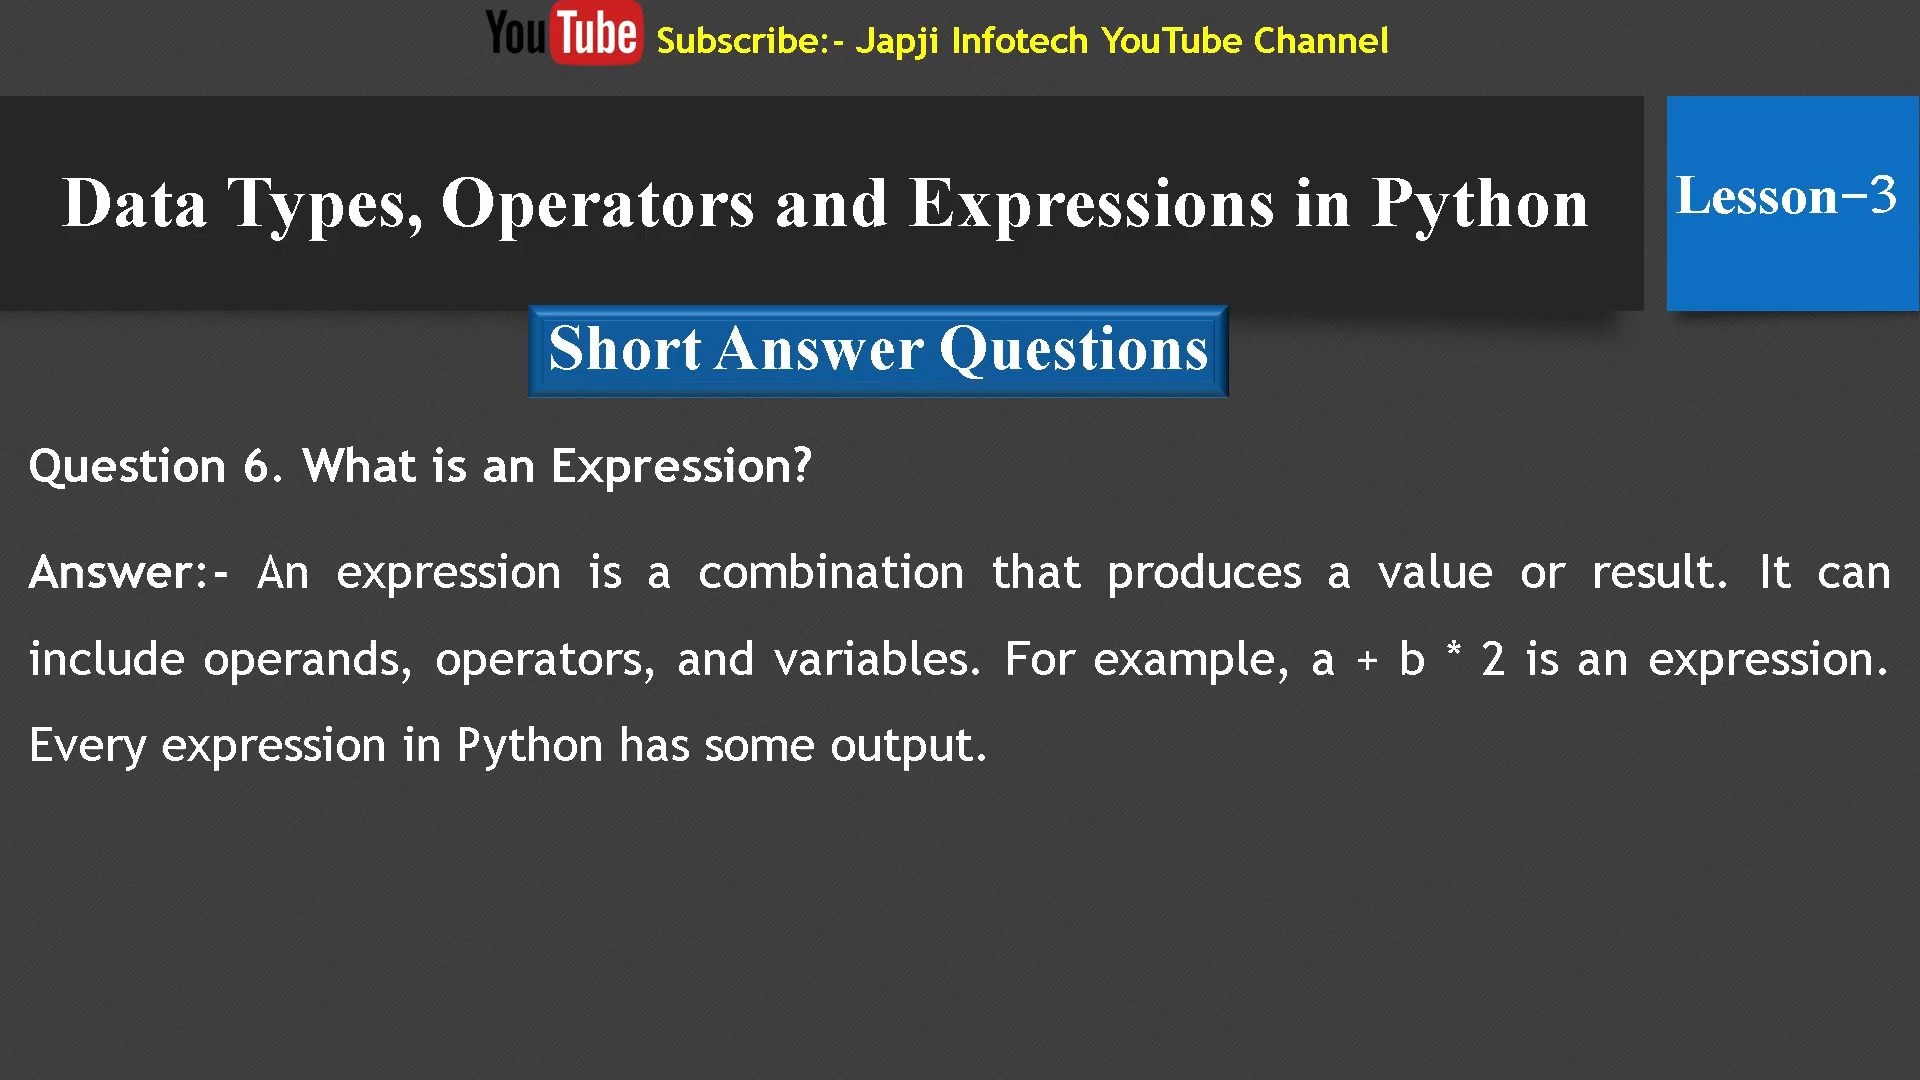 YouTube Subscribe:- Japji Infotech YouTube Channel
Data Types, Operators and Expressions in Python
Lesson-3
Short Answer Questions
Question 6. What is an Expression?
Answer:- An expression is a combination that produces a value or result. It can
include operands, operators, and variables. For example, a + b * 2 is an expression.
Every expression in Python has some output.